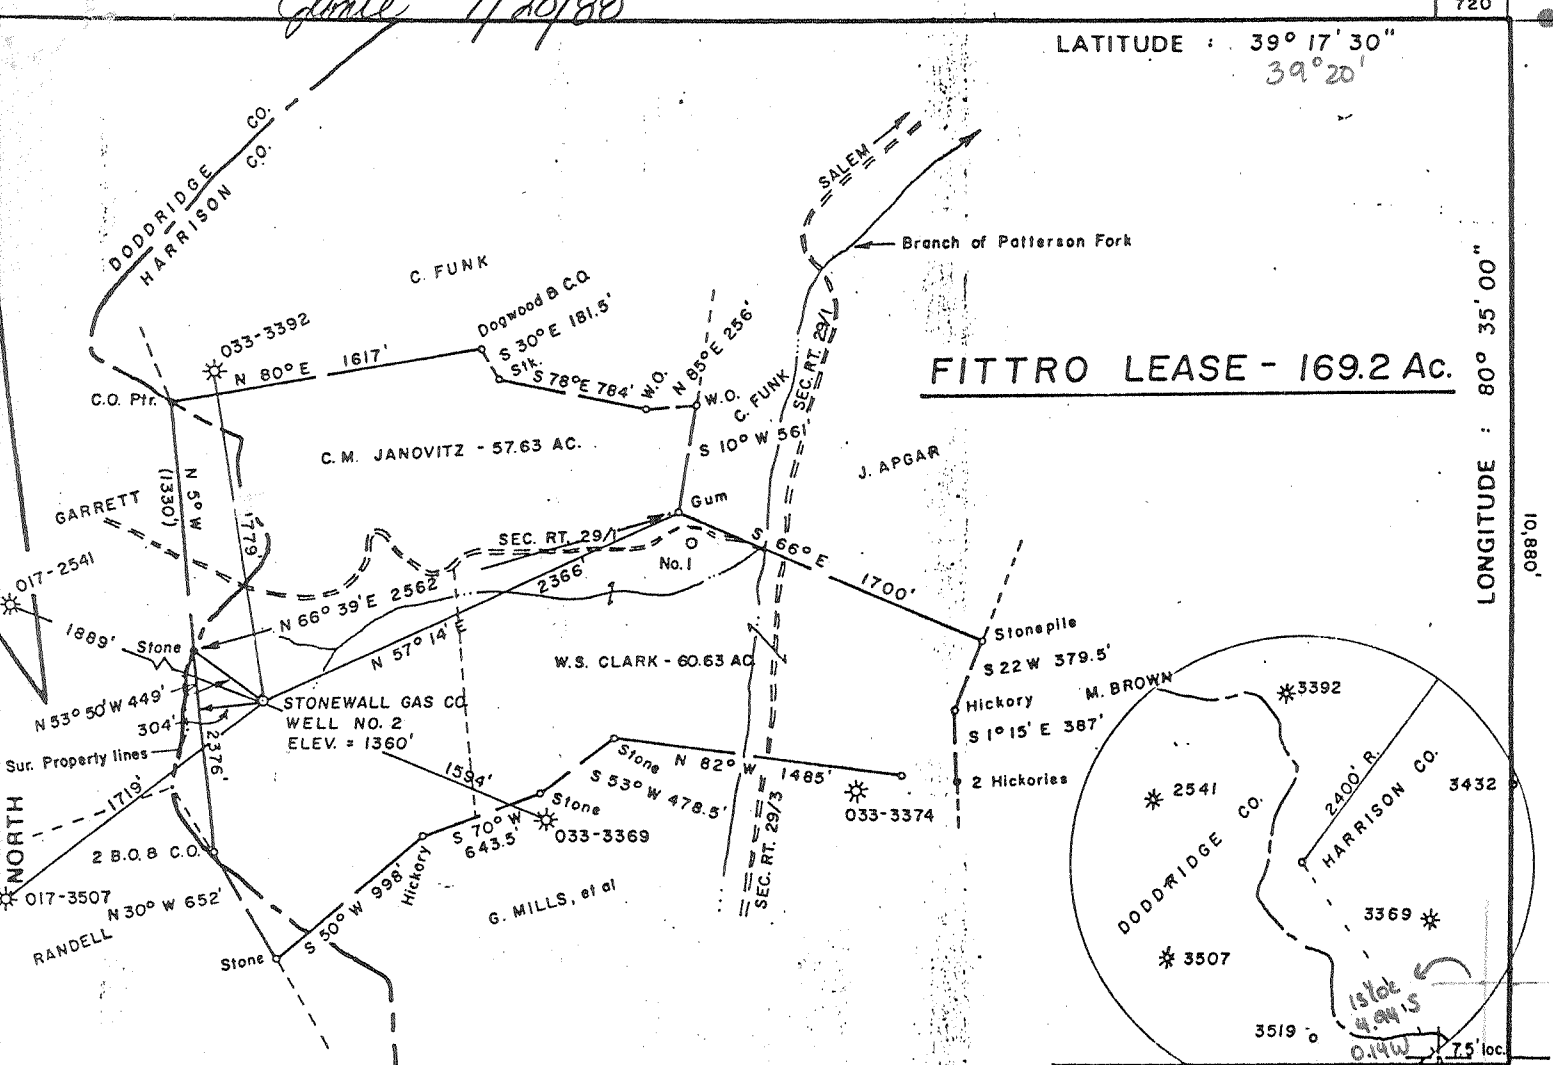 7/20/88
720
LATITUDE : 39° 17' 30"
39° 20'
DODDRIDGE CO.
HARRISON CO.
SALEM
Branch of Patterson Fork
C. FUNK
Dogwood & C.O.
S 30° E 181.5'
Stk.
033-3392
N 80° E 1617'
S 78° E 784'
W.O.
N 85° E 256'
W.O.
C. FUNK
SEC. RT. 29/1
FITTRO LEASE - 169.2 Ac.
LONGITUDE : 80° 35' 00"
10,880'
C.O. Ptr.
C.M. JANOVITZ - 57.63 AC.
S 10° W 561'
J. APGAR
N 5° W
(1330')
1779'
GARRETT
Gum
SEC. RT. 29/1
No. 1
S 66° E 1700'
017-2541
N 66° 39' E 2562'
2366'
N 57° 14' E
1889'
Stone
Stonepile
S 22 W 379.5'
W.S. CLARK - 60.63 AC.
Hickory
M. BROWN
S 1° 15' E 387'
2 Hickories
N 53° 50' W 449'
304'
STONEWALL GAS CO.
WELL NO. 2
ELEV. = 1360'
Sur. Property lines
2376'
1719'
1594'
Stone
N 82° W 1485'
S 53° W 478.5'
Stone
033-3374
S 70° W
643.5'
033-3369
NORTH
2 B.O. & C.O.
Hickory
S 50° W 998'
017-3507
N 30° W 652'
RANDELL
Stone
G. MILLS, et al
SEC. RT. 29/3
3392
2541
2400' R.
DODDRIDGE CO.
HARRISON CO.
3432
3369
3507
3519
4.94'S
0.14W
7.5' loc.